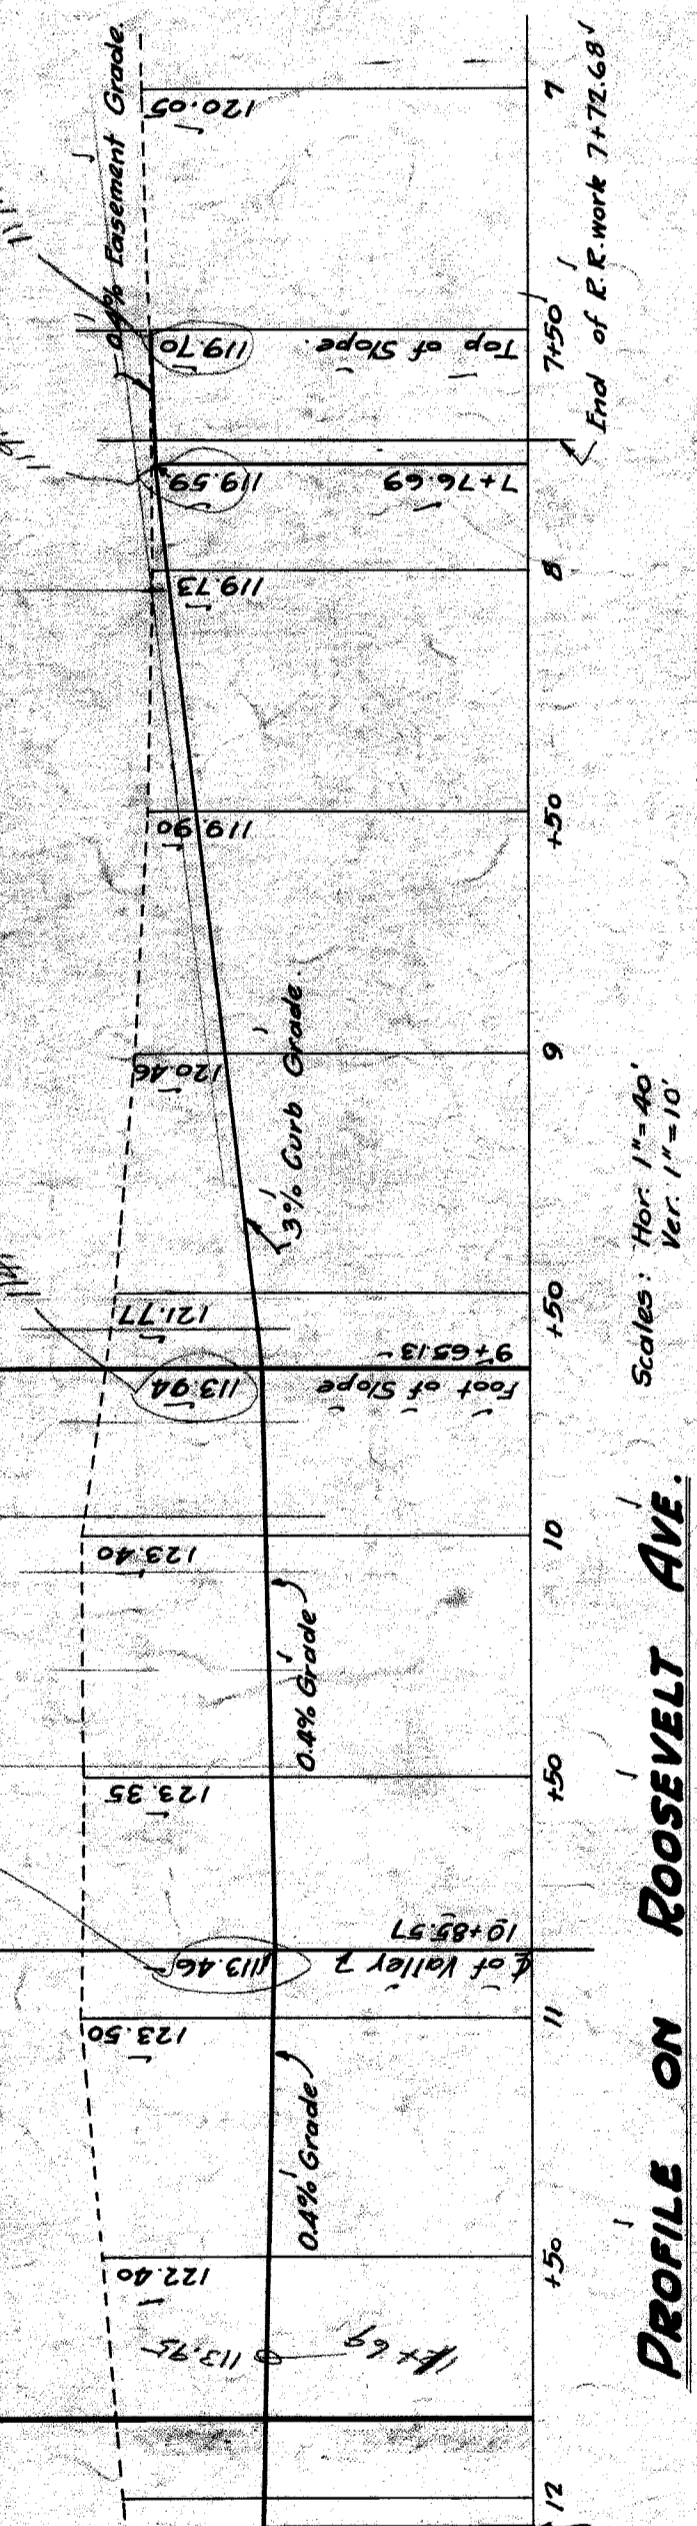 0.4% Easement Grade.
120.05
7
119.70
Top of Slope.
7+50
End of R.R. work 7+72.68
119.59
7+76.69
119.73
8
119.90
+50
120.46
9
3% Curb Grade.
121.77
+50
9+65.13
113.94
Foot of Slope
123.40
10
0.4% Grade
123.35
+50
10+85.57
113.46
℄ of Valley
123.50
11
0.4% Grade
122.40
+50
113.95
12
Scales: Hor. 1"=40'
Ver. 1"=10'
PROFILE ON ROOSEVELT AVE.